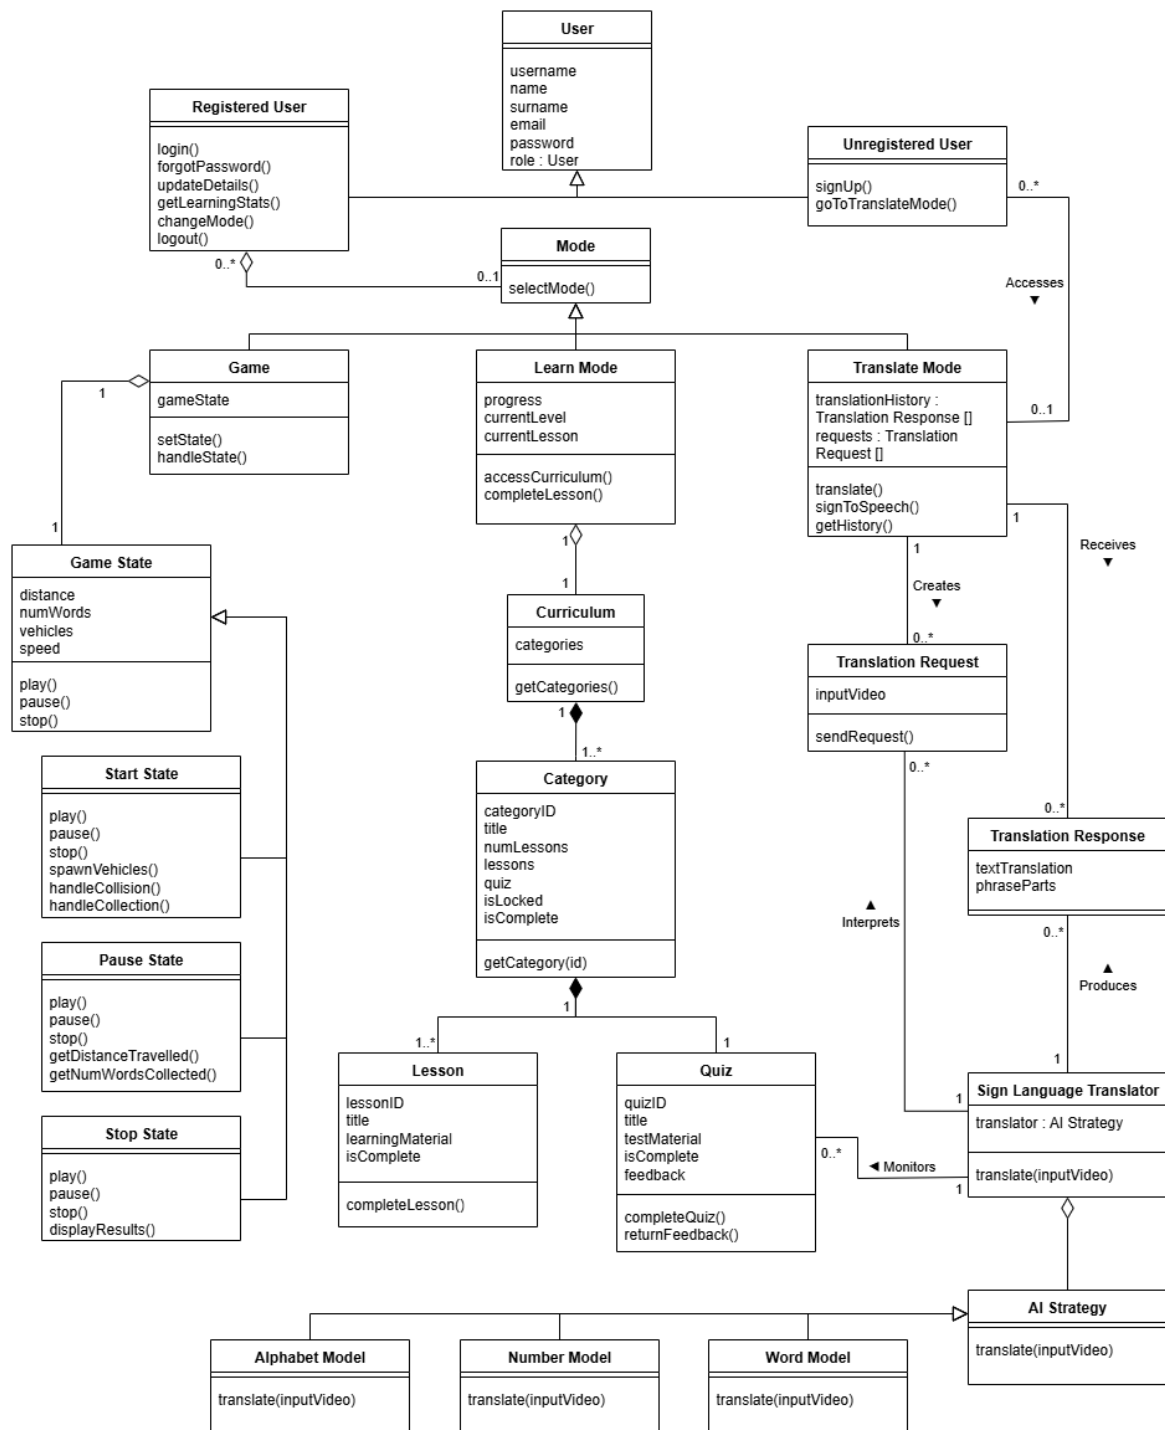 User
username
name
surname
email
password
role : User
Registered User
login()
forgotPassword()
updateDetails()
getLearningStats()
changeMode()
logout()
Unregistered User
signUp()
goToTranslateMode()
0..*
0..*
Mode
selectMode()
0..1
Accesses
▼
Game
gameState
setState()
handleState()
1
Learn Mode
progress
currentLevel
currentLesson
accessCurriculum()
completeLesson()
Translate Mode
translationHistory :
Translation Response []
requests : Translation
Request []
translate()
signToSpeech()
getHistory()
0..1
1
1
Receives
▼
1
1
1
Creates
▼
0..*
Game State
distance
numWords
vehicles
speed
play()
pause()
stop()
Curriculum
categories
getCategories()
1
1..*
Translation Request
inputVideo
sendRequest()
0..*
0..*
Start State
play()
pause()
stop()
spawnVehicles()
handleCollision()
handleCollection()
Category
categoryID
title
numLessons
lessons
quiz
isLocked
isComplete
getCategory(id)
1
Translation Response
textTranslation
phraseParts
0..*
▲
Interprets
▲
Produces
1
1
Pause State
play()
pause()
stop()
getDistanceTravelled()
getNumWordsCollected()
1..*
1
Lesson
lessonID
title
learningMaterial
isComplete
completeLesson()
Quiz
quizID
title
testMaterial
isComplete
feedback
completeQuiz()
returnFeedback()
0..*
◄ Monitors
1
Sign Language Translator
translator : AI Strategy
translate(inputVideo)
Stop State
play()
pause()
stop()
displayResults()
AI Strategy
translate(inputVideo)
Alphabet Model
translate(inputVideo)
Number Model
translate(inputVideo)
Word Model
translate(inputVideo)